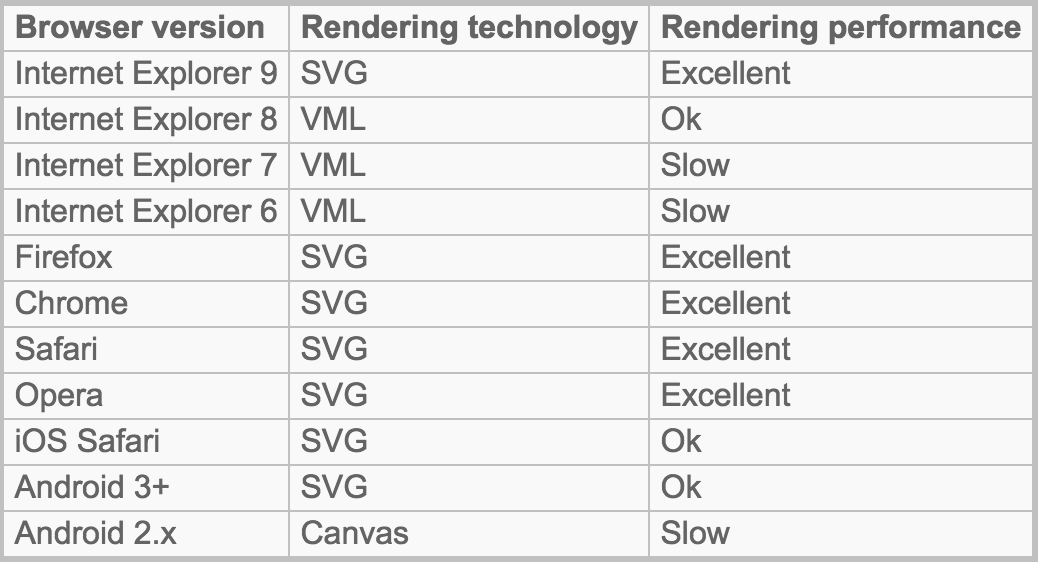 Browser version Rendering technology Rendering performance
Internet Explorer 9 SVG Excellent
Internet Explorer 8 VML Ok
Internet Explorer 7 VML Slow
Internet Explorer 6 VML Slow
Firefox SVG Excellent
Chrome SVG Excellent
Safari SVG Excellent
Opera SVG Excellent
iOS Safari SVG Ok
Android 3+ SVG Ok
Android 2.x Canvas Slow